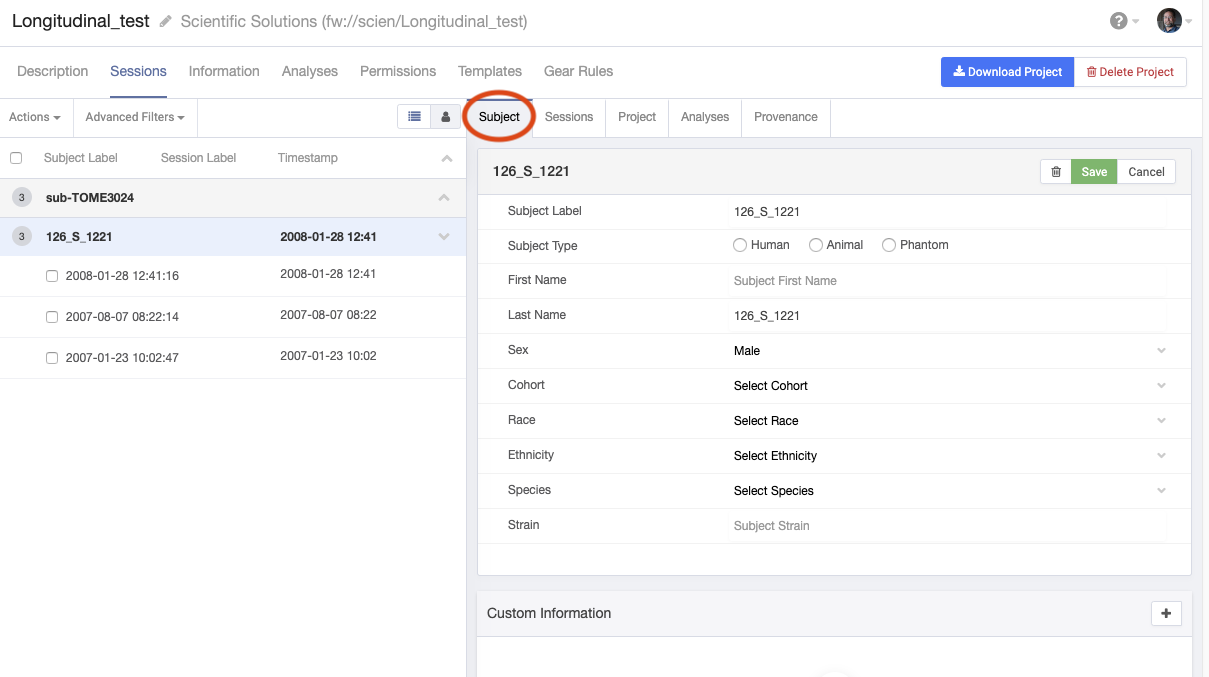 Longitudinal_test Scientific Solutions (fw://scien/Longitudinal_test)
Description Sessions Information Analyses Permissions Templates Gear Rules Download Project Delete Project
Actions Advanced Filters Subject Sessions Project Analyses Provenance
Subject Label Session Label Timestamp
3 sub-TOME3024
3 126_S_1221 2008-01-28 12:41
2008-01-28 12:41:16 2008-01-28 12:41
2007-08-07 08:22:14 2007-08-07 08:22
2007-01-23 10:02:47 2007-01-23 10:02
126_S_1221 Save Cancel
Subject Label 126_S_1221
Subject Type Human Animal Phantom
First Name Subject First Name
Last Name 126_S_1221
Sex Male
Cohort Select Cohort
Race Select Race
Ethnicity Select Ethnicity
Species Select Species
Strain Subject Strain
Custom Information